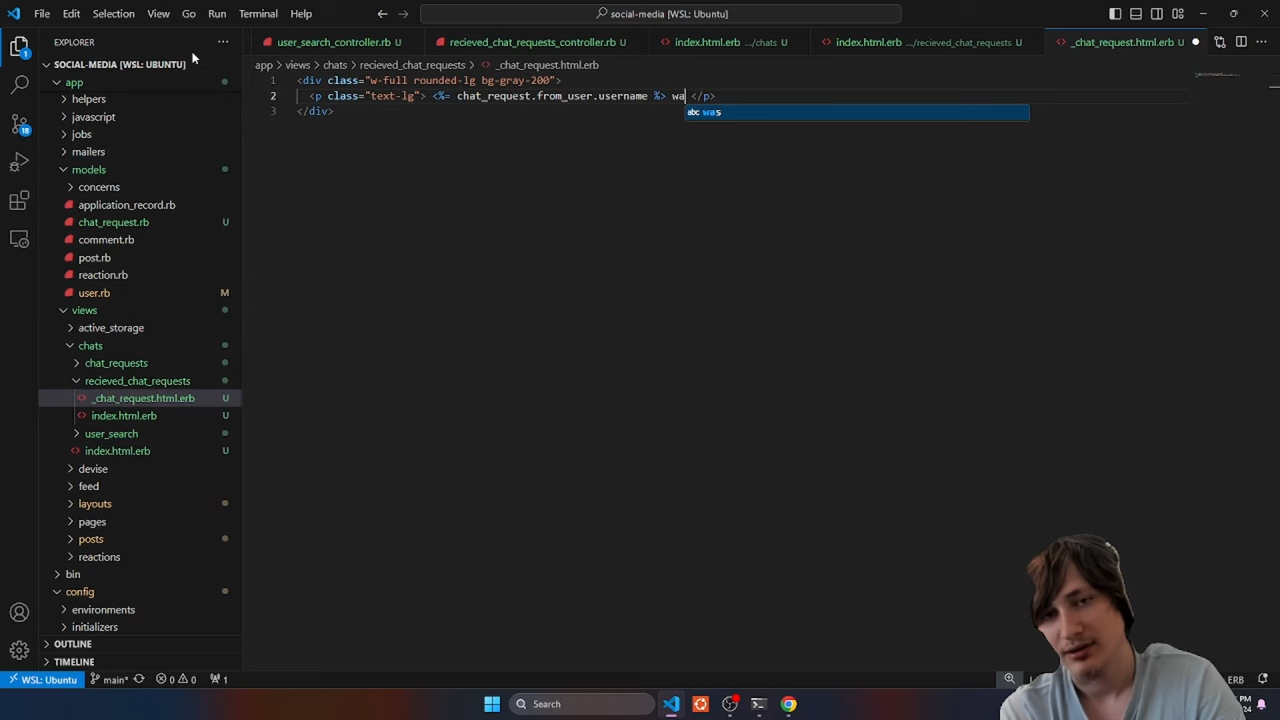 File Edit Selection View Go Run Terminal Help
social-media [WSL: Ubuntu]
EXPLORER
user_search_controller.rb U
recieved_chat_requests_controller.rb U
index.html.erb .../chats U
index.html.erb .../recieved_chat_requests U
_chat_request.html.erb U
SOCIAL-MEDIA [WSL: UBUNTU]
app > views > chats > recieved_chat_requests > _chat_request.html.erb
1 <div class="w-full rounded-lg bg-gray-200">
2 <p class="text-lg"> <%= chat_request.from_user.username %> wa </p>
3 </div>
abc was
app
helpers
javascript
jobs
mailers
models
concerns
application_record.rb
chat_request.rb U
comment.rb
post.rb
reaction.rb
user.rb M
views
active_storage
chats
chat_requests
recieved_chat_requests
_chat_request.html.erb U
index.html.erb U
user_search
index.html.erb U
devise
feed
layouts
pages
posts
reactions
bin
config
environments
initializers
OUTLINE
TIMELINE
1
18
WSL: Ubuntu main* 0 0 1
ERB
Search